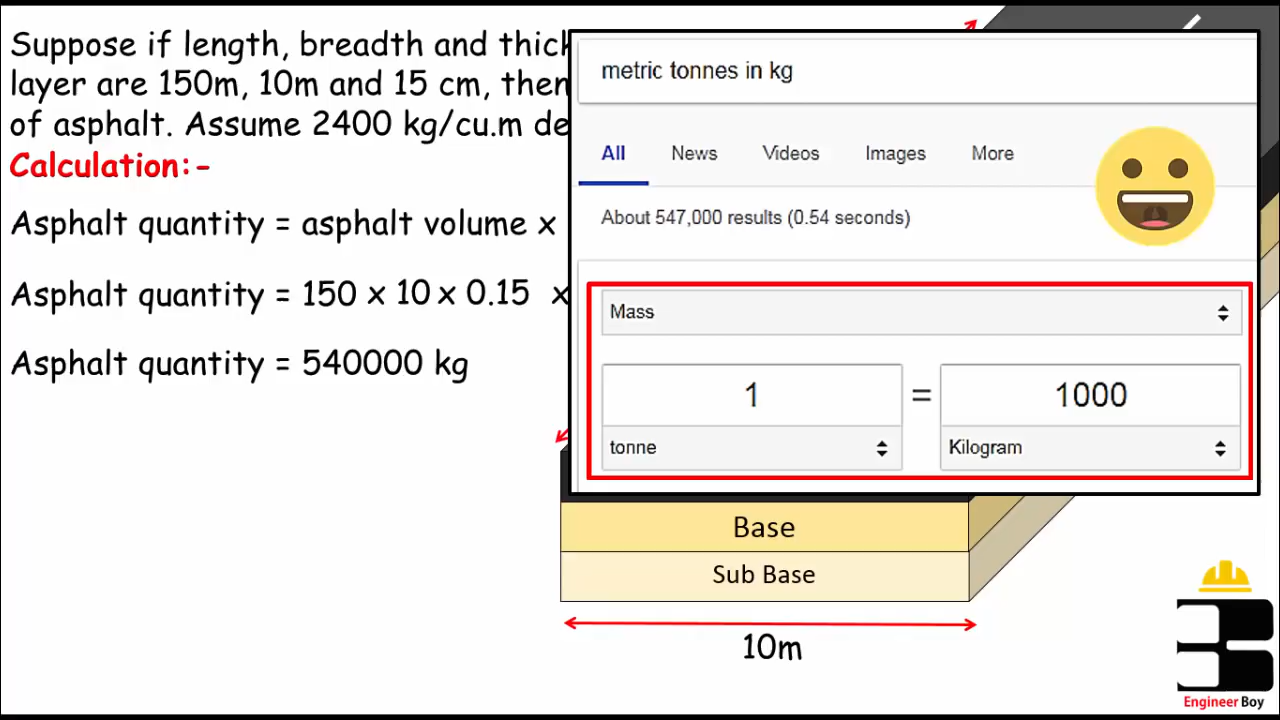 Suppose if length, breadth and thick
layer are 150m, 10m and 15 cm, then
of asphalt. Assume 2400 kg/cu.m de
Calculation:-
Asphalt quantity = asphalt volume x
Asphalt quantity = 150 x 10 x 0.15 x
Asphalt quantity = 540000 kg
metric tonnes in kg
All News Videos Images More
About 547,000 results (0.54 seconds)
Mass
1 = 1000
tonne Kilogram
Base
Sub Base
10m
Engineer Boy